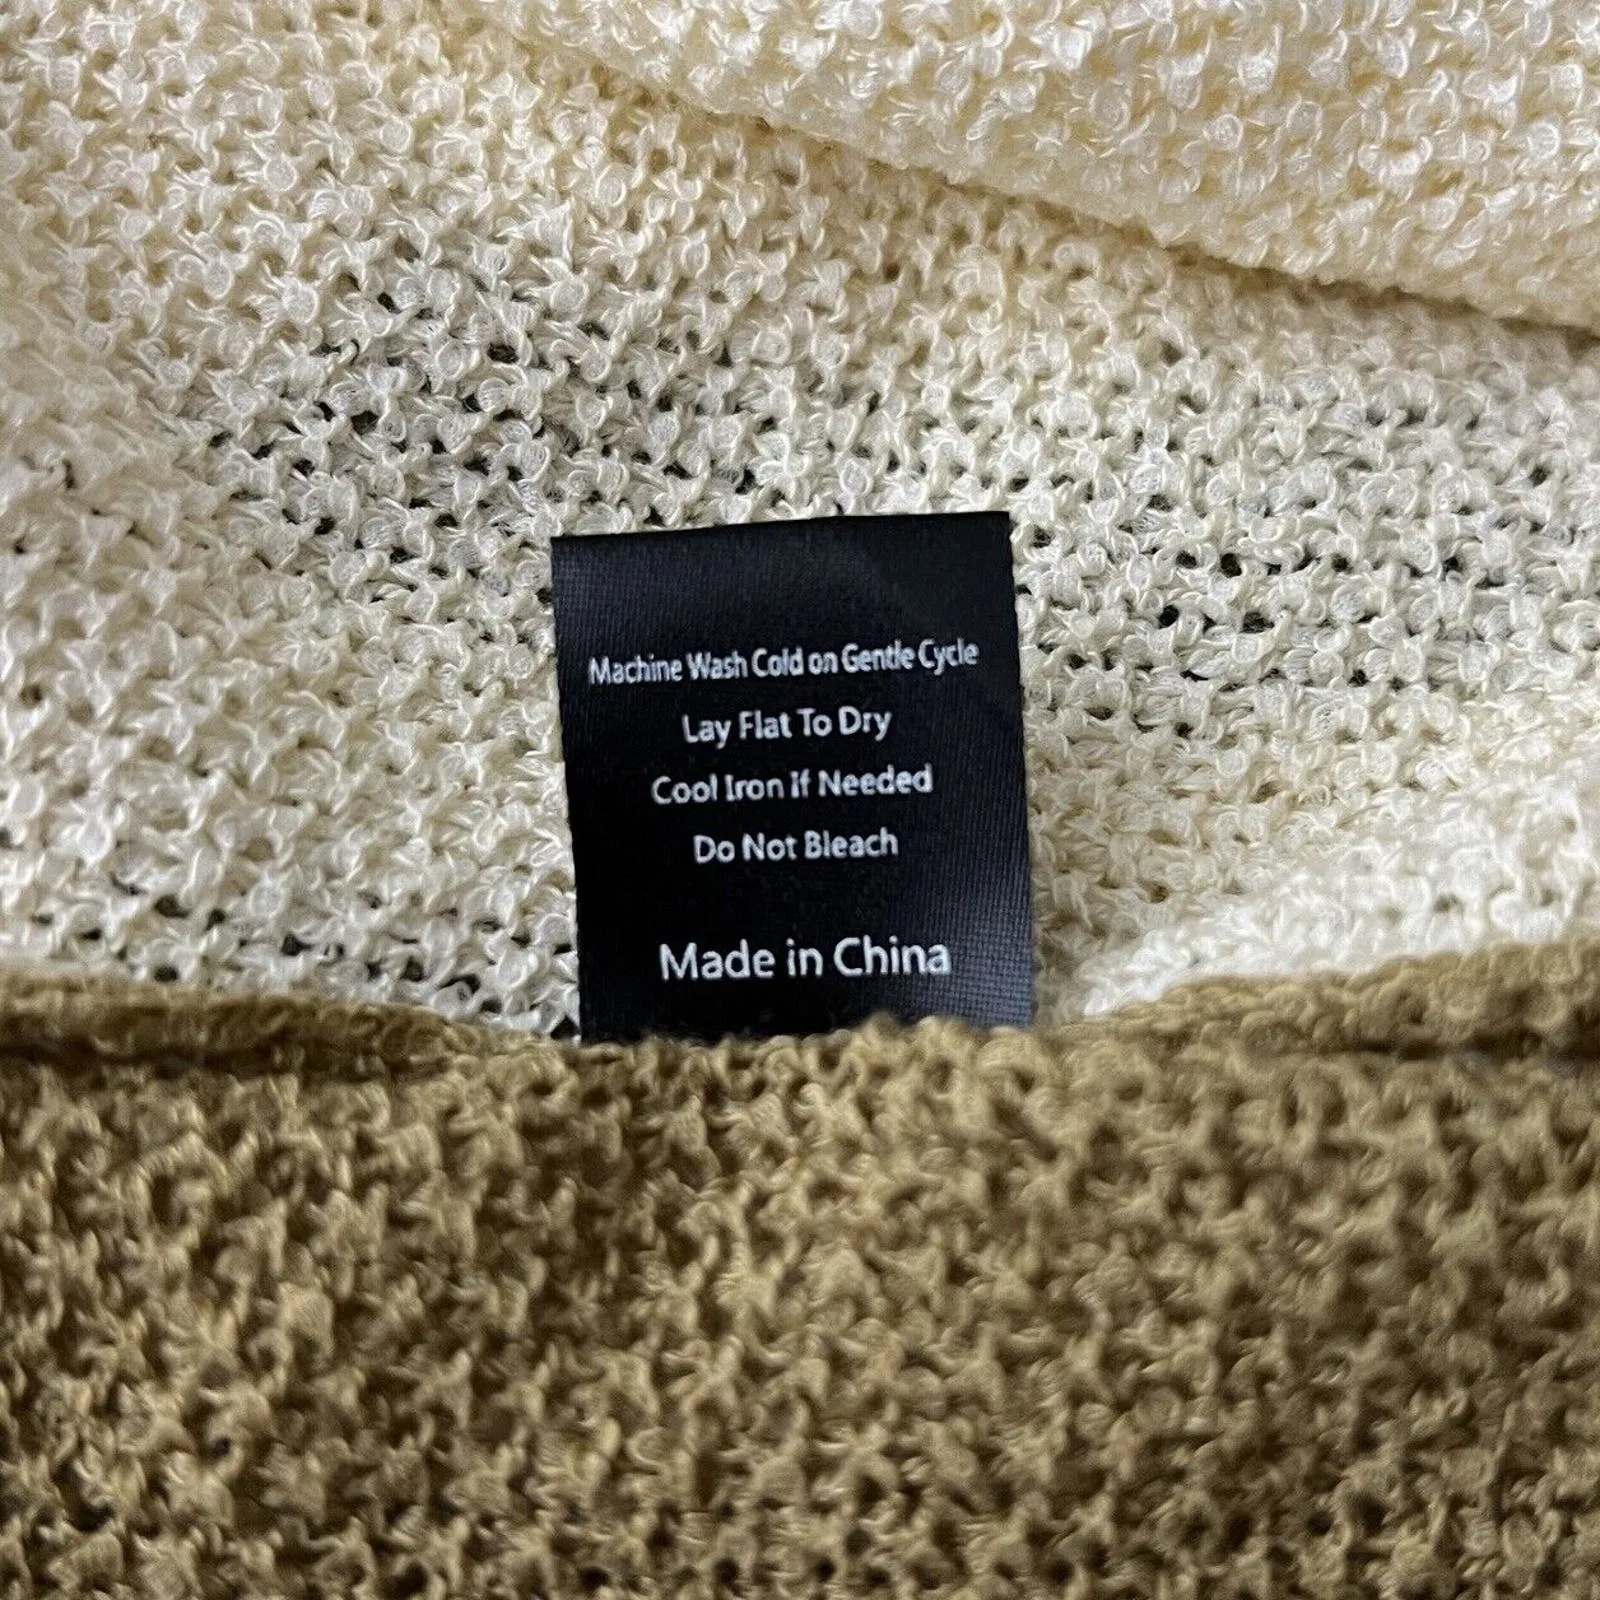 Machine Wash Cold on Gentle Cycle
Lay Flat To Dry
Cool Iron If Needed
Do Not Bleach
Made in China